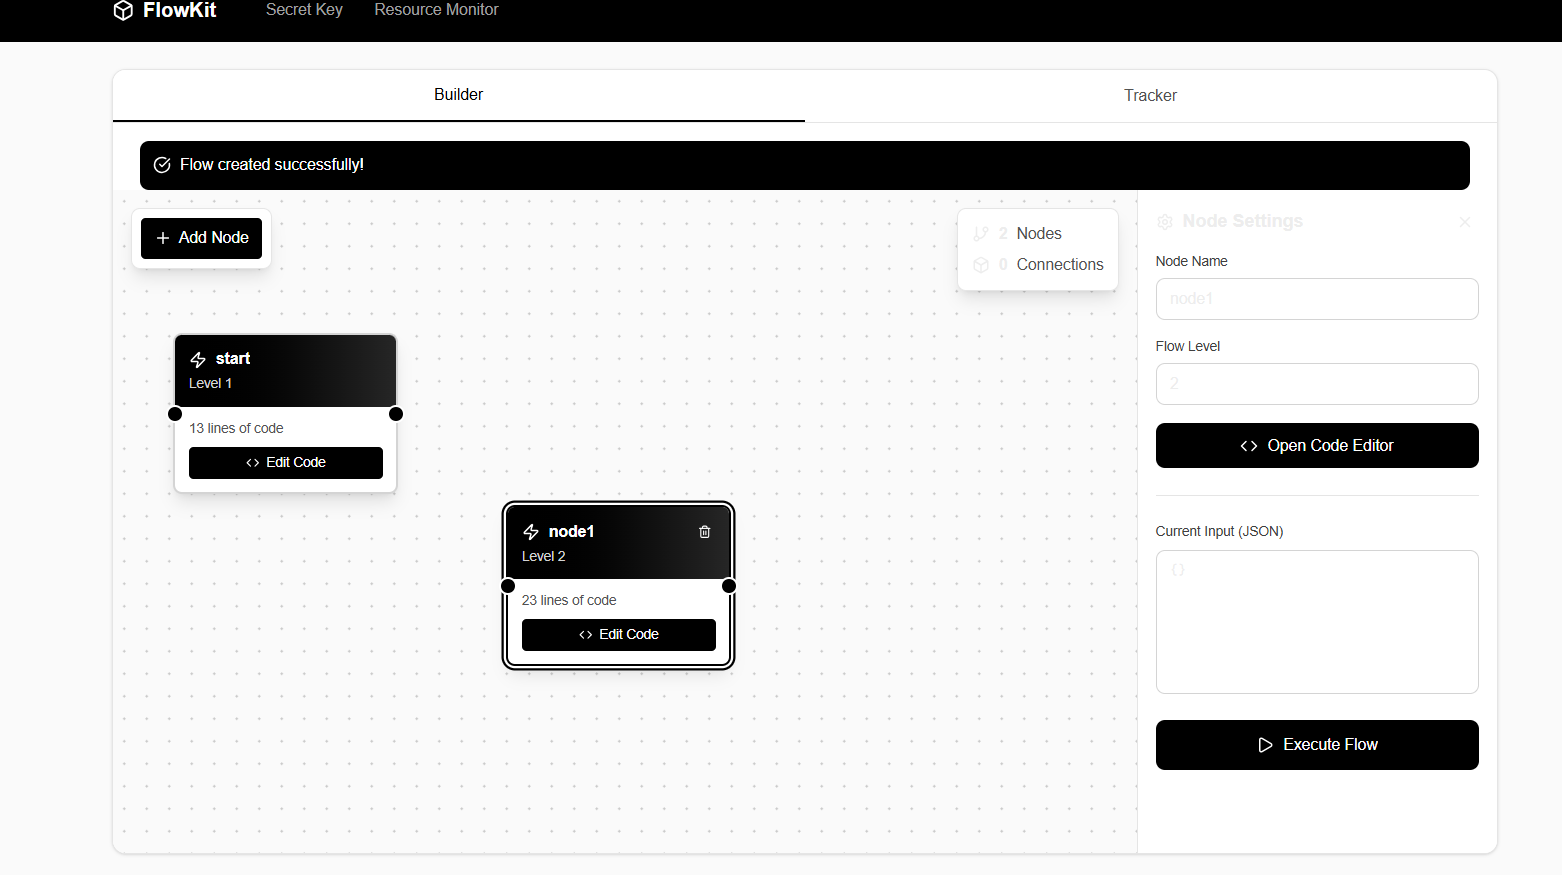 FlowKit
Secret Key
Resource Monitor
Builder
Tracker
Flow created successfully!
Add Node
2 Nodes
0 Connections
start
Level 1
13 lines of code
Edit Code
node1
Level 2
23 lines of code
Edit Code
Node Settings
Node Name
node1
Flow Level
2
Open Code Editor
Current Input (JSON)
{}
Execute Flow